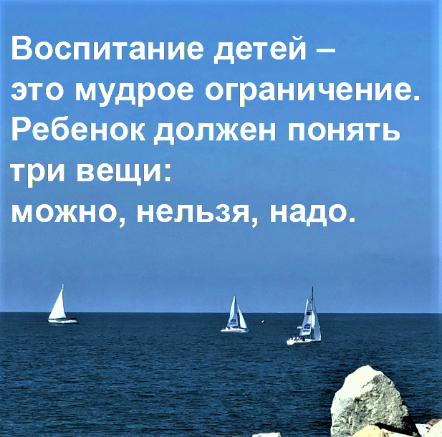 Воспитание детей –
это мудрое ограничение.
Ребенок должен понять
три вещи:
можно, нельзя, надо.